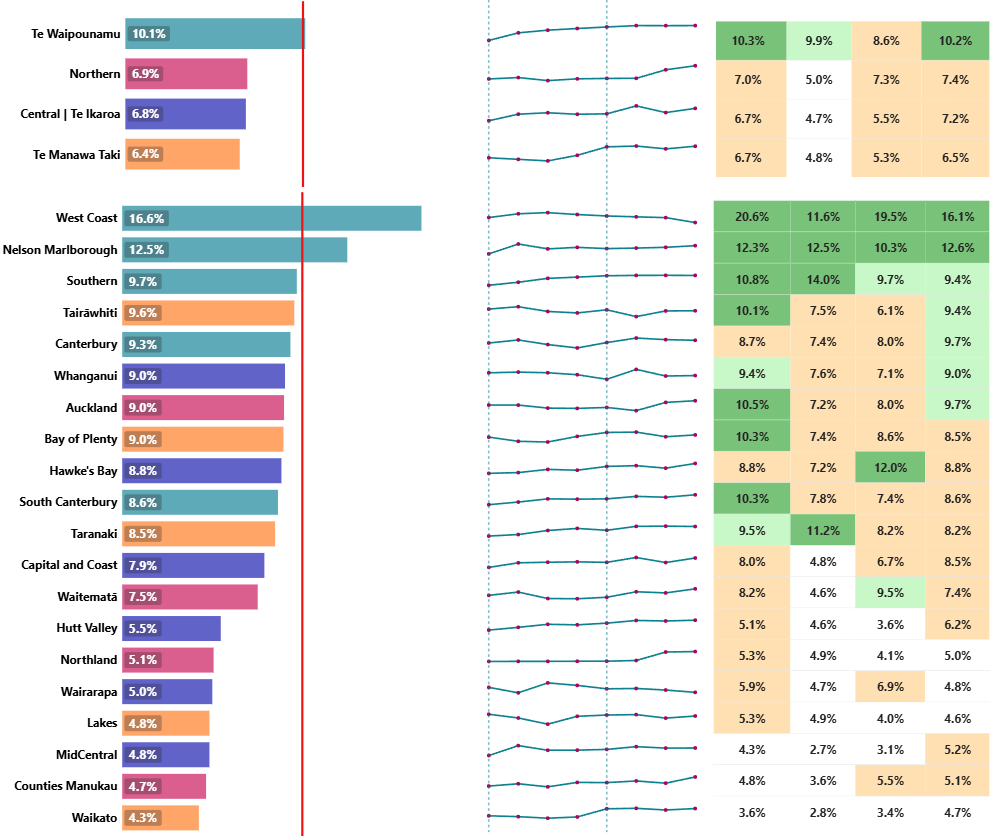 Te Waipounamu 10.1% 10.3% 9.9% 8.6% 10.2%
Northern 6.9% 7.0% 5.0% 7.3% 7.4%
Central | Te Ikaroa 6.8% 6.7% 4.7% 5.5% 7.2%
Te Manawa Taki 6.4% 6.7% 4.8% 5.3% 6.5%
West Coast 16.6% 20.6% 11.6% 19.5% 16.1%
Nelson Marlborough 12.5% 12.3% 12.5% 10.3% 12.6%
Southern 9.7% 10.8% 14.0% 9.7% 9.4%
Tairāwhiti 9.6% 10.1% 7.5% 6.1% 9.4%
Canterbury 9.3% 8.7% 7.4% 8.0% 9.7%
Whanganui 9.0% 9.4% 7.6% 7.1% 9.0%
Auckland 9.0% 10.5% 7.2% 8.0% 9.7%
Bay of Plenty 9.0% 10.3% 7.4% 8.6% 8.5%
Hawke's Bay 8.8% 8.8% 7.2% 12.0% 8.8%
South Canterbury 8.6% 10.3% 7.8% 7.4% 8.6%
Taranaki 8.5% 9.5% 11.2% 8.2% 8.2%
Capital and Coast 7.9% 8.0% 4.8% 6.7% 8.5%
Waitematā 7.5% 8.2% 4.6% 9.5% 7.4%
Hutt Valley 5.5% 5.1% 4.6% 3.6% 6.2%
Northland 5.1% 5.3% 4.9% 4.1% 5.0%
Wairarapa 5.0% 5.9% 4.7% 6.9% 4.8%
Lakes 4.8% 5.3% 4.9% 4.0% 4.6%
MidCentral 4.8% 4.3% 2.7% 3.1% 5.2%
Counties Manukau 4.7% 4.8% 3.6% 5.5% 5.1%
Waikato 4.3% 3.6% 2.8% 3.4% 4.7%